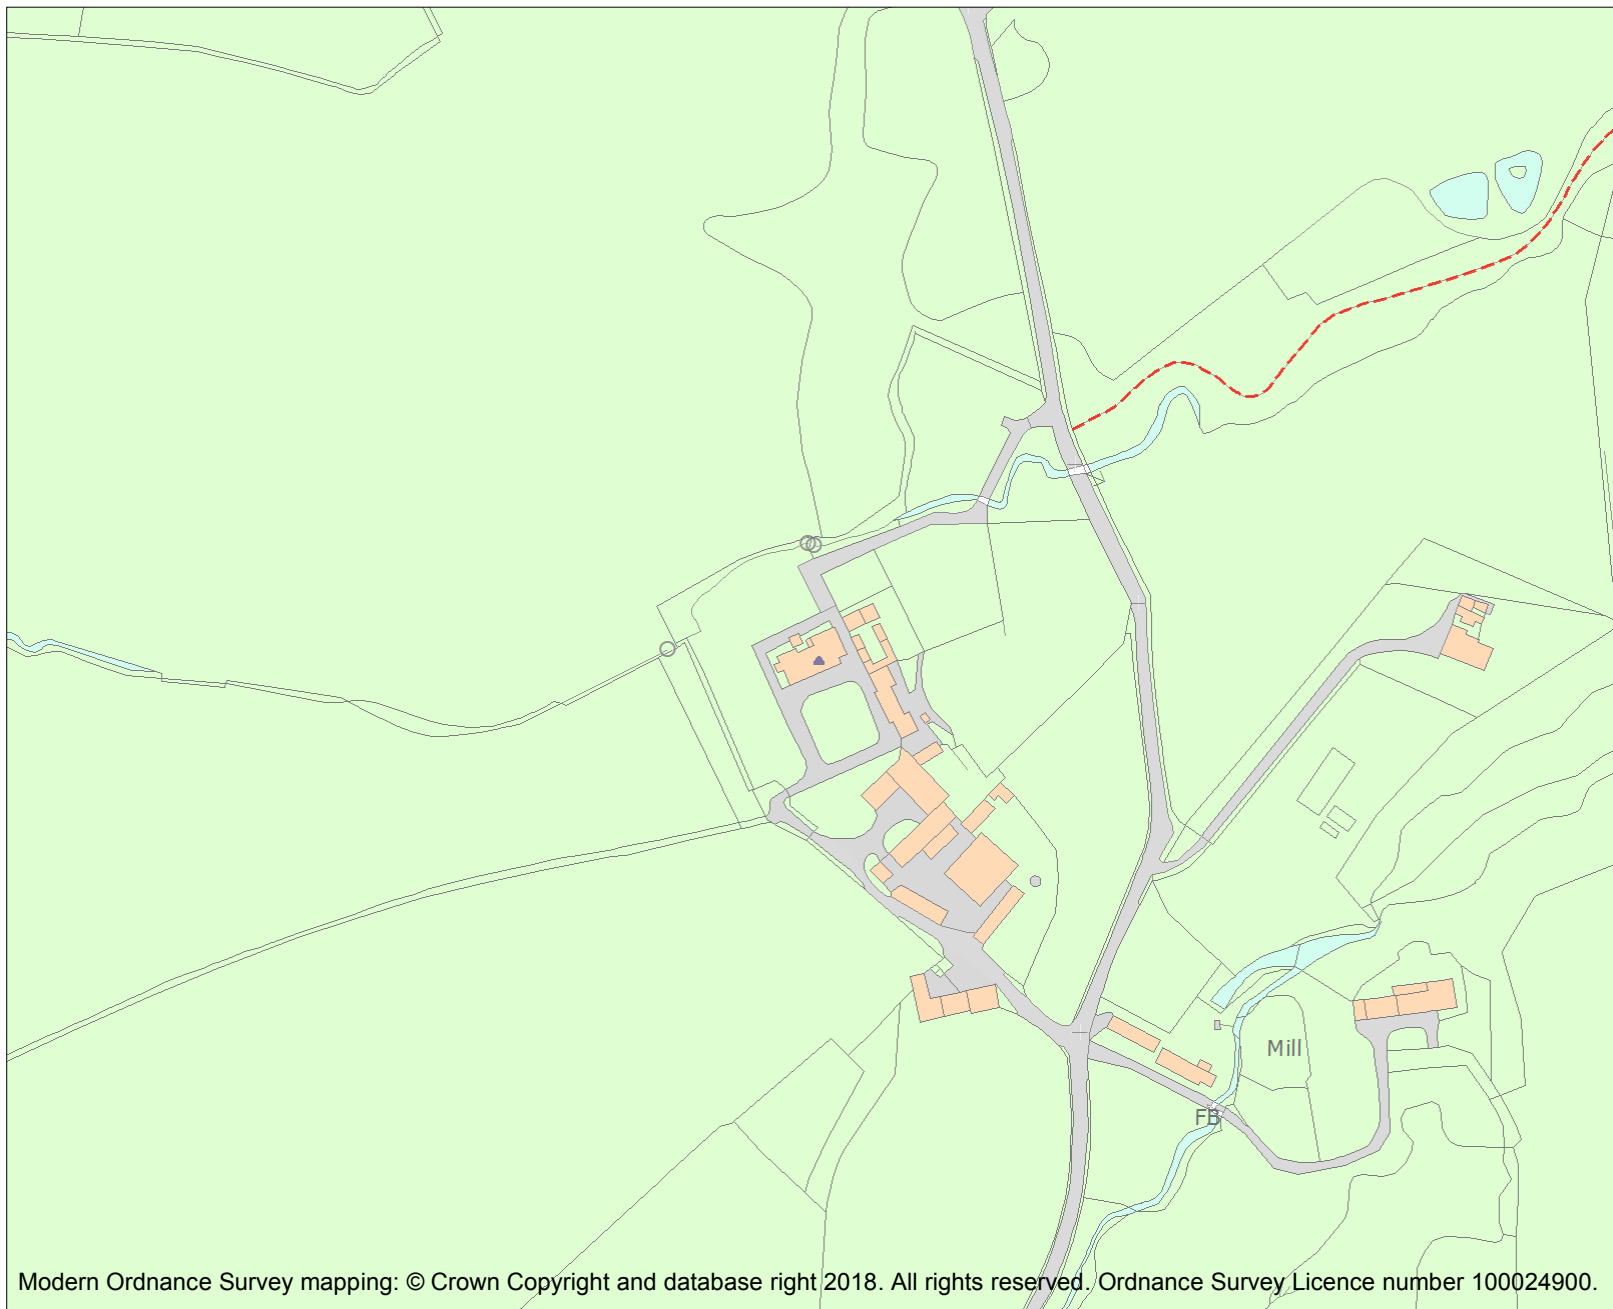 Mill
FB
Modern Ordnance Survey mapping: © Crown Copyright and database right 2018. All rights reserved. Ordnance Survey Licence number 100024900.